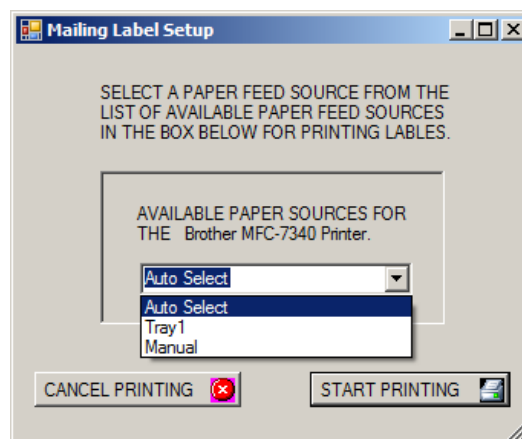 Mailing Label Setup
SELECT A PAPER FEED SOURCE FROM THE
LIST OF AVAILABLE PAPER FEED SOURCES
IN THE BOX BELOW FOR PRINTING LABLES.
AVAILABLE PAPER SOURCES FOR
THE Brother MFC-7340 Printer.
Auto Select
Auto Select
Tray1
Manual
CANCEL PRINTING
START PRINTING